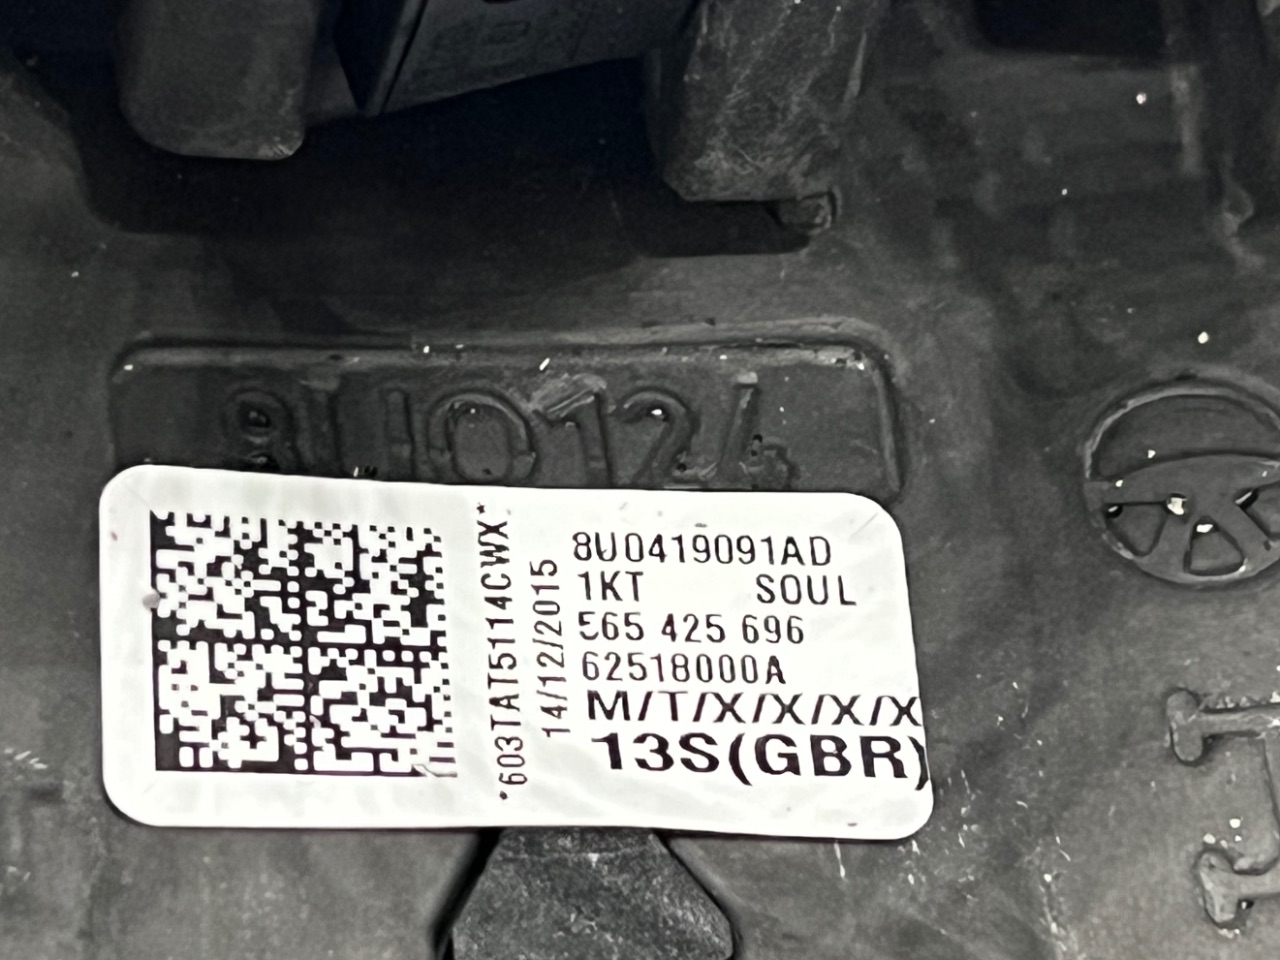 8U0124
*603TAT5114CWX*
14/12/2015
8U0419091AD
1KT SOUL
565 425 696
62518000A
M/T/X/X/X/X
13S(GBR)